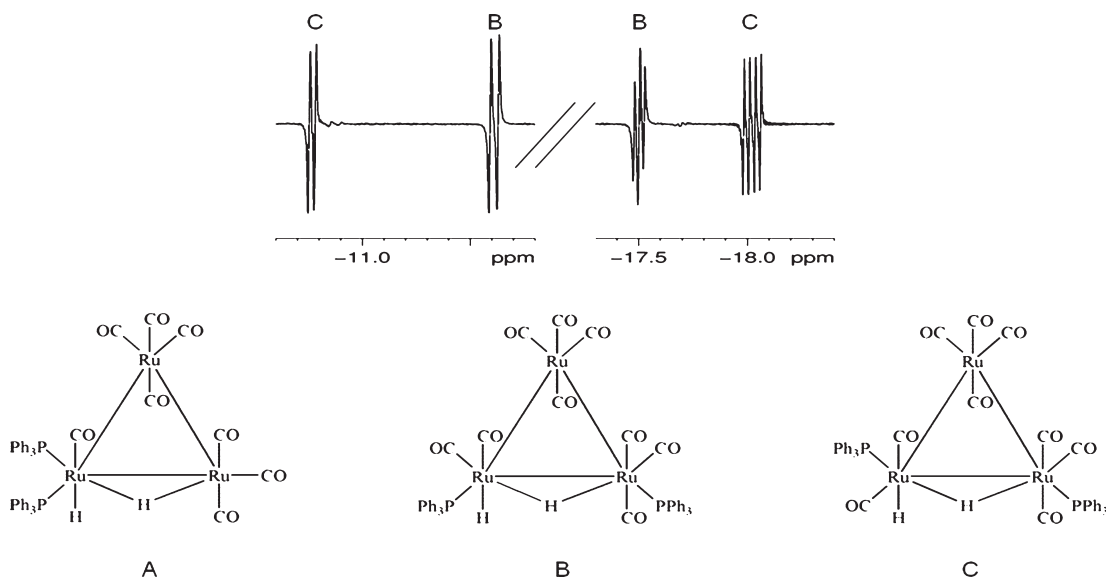 C B B C
−11.0 ppm −17.5 −18.0 ppm
CO CO CO
OC CO OC CO OC CO
Ru Ru Ru
CO CO CO
CO CO OC CO CO CO CO CO CO
Ph₃P Ph₃P
Ru Ru CO Ru Ru Ru Ru
Ph₃P H H CO Ph₃P H H CO PPh₃ CO H H CO PPh₃
A B C